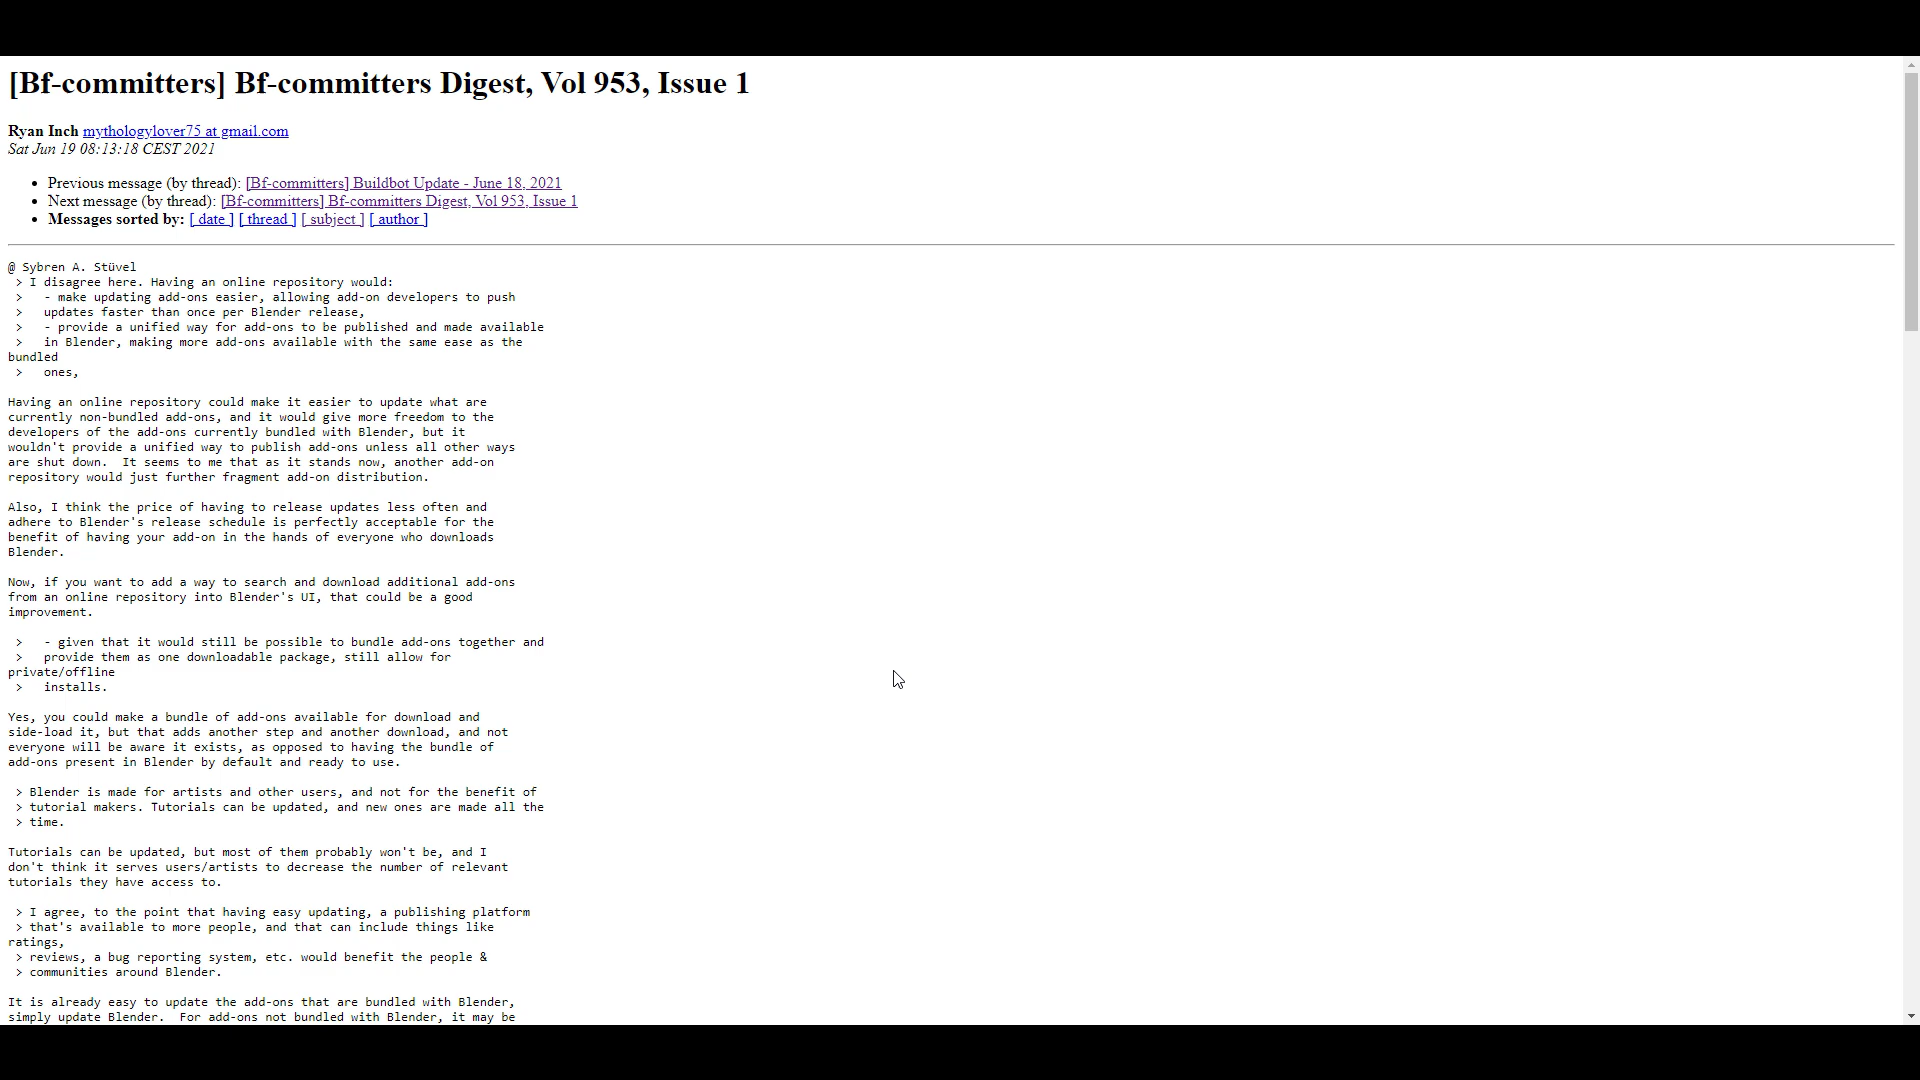 [Bf-committers] Bf-committers Digest, Vol 953, Issue 1
Ryan Inch mythologylover75 at gmail.com
Sat Jun 19 08:13:18 CEST 2021
• Previous message (by thread): [Bf-committers] Buildbot Update - June 18, 2021
• Next message (by thread): [Bf-committers] Bf-committers Digest, Vol 953, Issue 1
• Messages sorted by: [ date ] [ thread ] [ subject ] [ author ]
@ Sybren A. Stüvel
> I disagree here. Having an online repository would:
>   - make updating add-ons easier, allowing add-on developers to push
>   updates faster than once per Blender release,
>   - provide a unified way for add-ons to be published and made available
>   in Blender, making more add-ons available with the same ease as the
bundled
>   ones,
Having an online repository could make it easier to update what are
currently non-bundled add-ons, and it would give more freedom to the
developers of the add-ons currently bundled with Blender, but it
wouldn't provide a unified way to publish add-ons unless all other ways
are shut down.  It seems to me that as it stands now, another add-on
repository would just further fragment add-on distribution.
Also, I think the price of having to release updates less often and
adhere to Blender's release schedule is perfectly acceptable for the
benefit of having your add-on in the hands of everyone who downloads
Blender.
Now, if you want to add a way to search and download additional add-ons
from an online repository into Blender's UI, that could be a good
improvement.
>   - given that it would still be possible to bundle add-ons together and
>   provide them as one downloadable package, still allow for
private/offline
>   installs.
Yes, you could make a bundle of add-ons available for download and
side-load it, but that adds another step and another download, and not
everyone will be aware it exists, as opposed to having the bundle of
add-ons present in Blender by default and ready to use.
> Blender is made for artists and other users, and not for the benefit of
> tutorial makers. Tutorials can be updated, and new ones are made all the
> time.
Tutorials can be updated, but most of them probably won't be, and I
don't think it serves users/artists to decrease the number of relevant
tutorials they have access to.
> I agree, to the point that having easy updating, a publishing platform
> that's available to more people, and that can include things like
ratings,
> reviews, a bug reporting system, etc. would benefit the people &
> communities around Blender.
It is already easy to update the add-ons that are bundled with Blender,
simply update Blender.  For add-ons not bundled with Blender, it may be